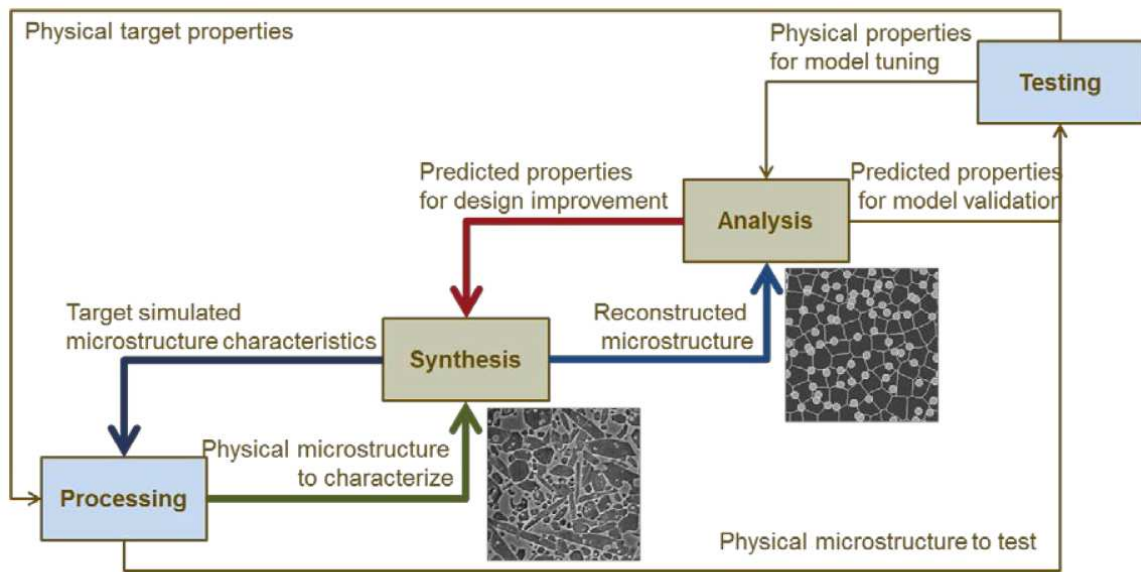 Physical target properties
Physical properties
for model tuning
Testing
Predicted properties
for design improvement
Analysis
Predicted properties
for model validation
Target simulated
microstructure characteristics
Synthesis
Reconstructed
microstructure
Physical microstructure
to characterize
Processing
Physical microstructure to test